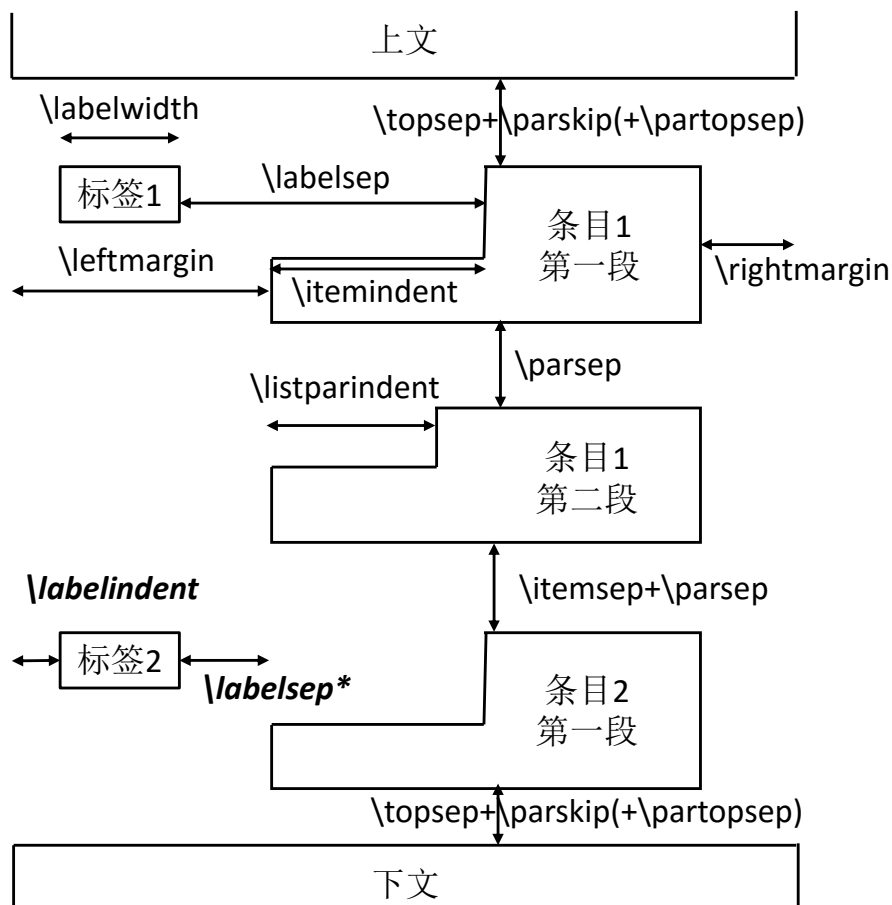 上文
\labelwidth
\topsep+\parskip(+\partopsep)
标签1
\labelsep
条目1
第一段
\leftmargin
\itemindent
\rightmargin
\parsep
\listparindent
条目1
第二段
\labelindent
\itemsep+\parsep
标签2
\labelsep*
条目2
第一段
\topsep+\parskip(+\partopsep)
下文